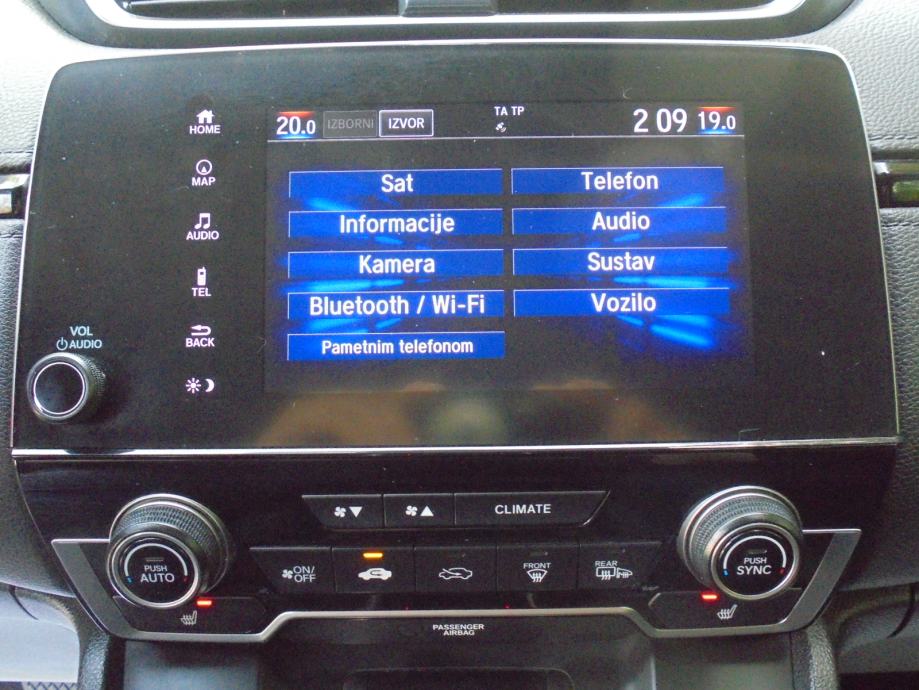 HOME
MAP
AUDIO
TEL
BACK
VOL
AUDIO
20.0 IZBORNI IZVOR TA TP 2 09 19.0
Sat Telefon
Informacije Audio
Kamera Sustav
Bluetooth / Wi-Fi Vozilo
Pametnim telefonom
CLIMATE
PUSH
AUTO
ON/
OFF
FRONT
REAR
PUSH
SYNC
PASSENGER
AIRBAG